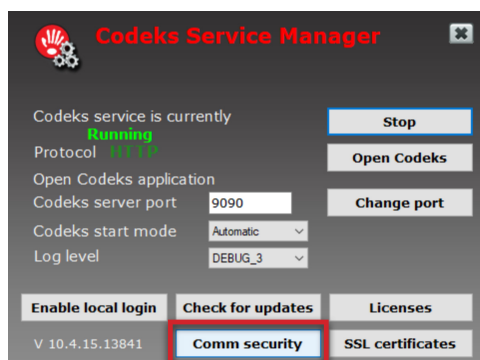 Codeks Service Manager
Codeks service is currently
Running
Stop
Protocol HTTP
Open Codeks
Open Codeks application
Codeks server port 9090
Change port
Codeks start mode Automatic
Log level DEBUG_3
Enable local login Check for updates Licenses
V 10.4.15.13841 Comm security SSL certificates